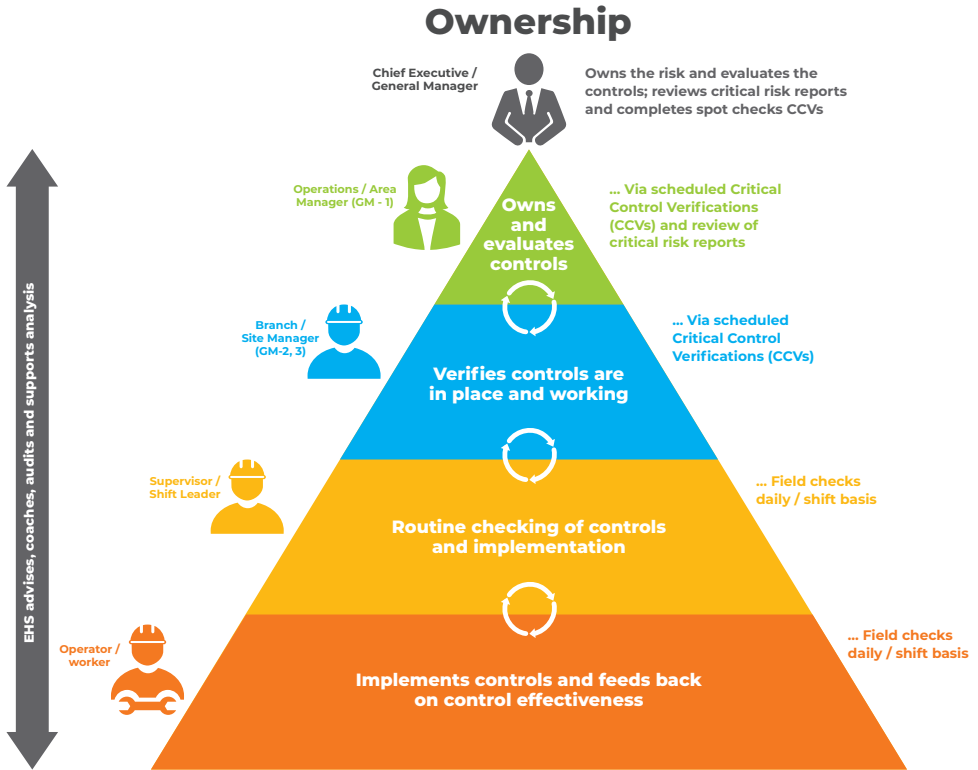 Ownership
Chief Executive /
General Manager
Owns the risk and evaluates the
controls; reviews critical risk reports
and completes spot checks CCVs
EHS advises, coaches, audits and supports analysis
Operations / Area
Manager (GM - 1)
Owns
and
evaluates
controls
... Via scheduled Critical
Control Verifications
(CCVs) and review of
critical risk reports
Branch /
Site Manager
(GM-2, 3)
Verifies controls are
in place and working
... Via scheduled
Critical Control
Verifications (CCVs)
Supervisor /
Shift Leader
Routine checking of controls
and implementation
... Field checks
daily / shift basis
Operator /
worker
Implements controls and feeds back
on control effectiveness
... Field checks
daily / shift basis